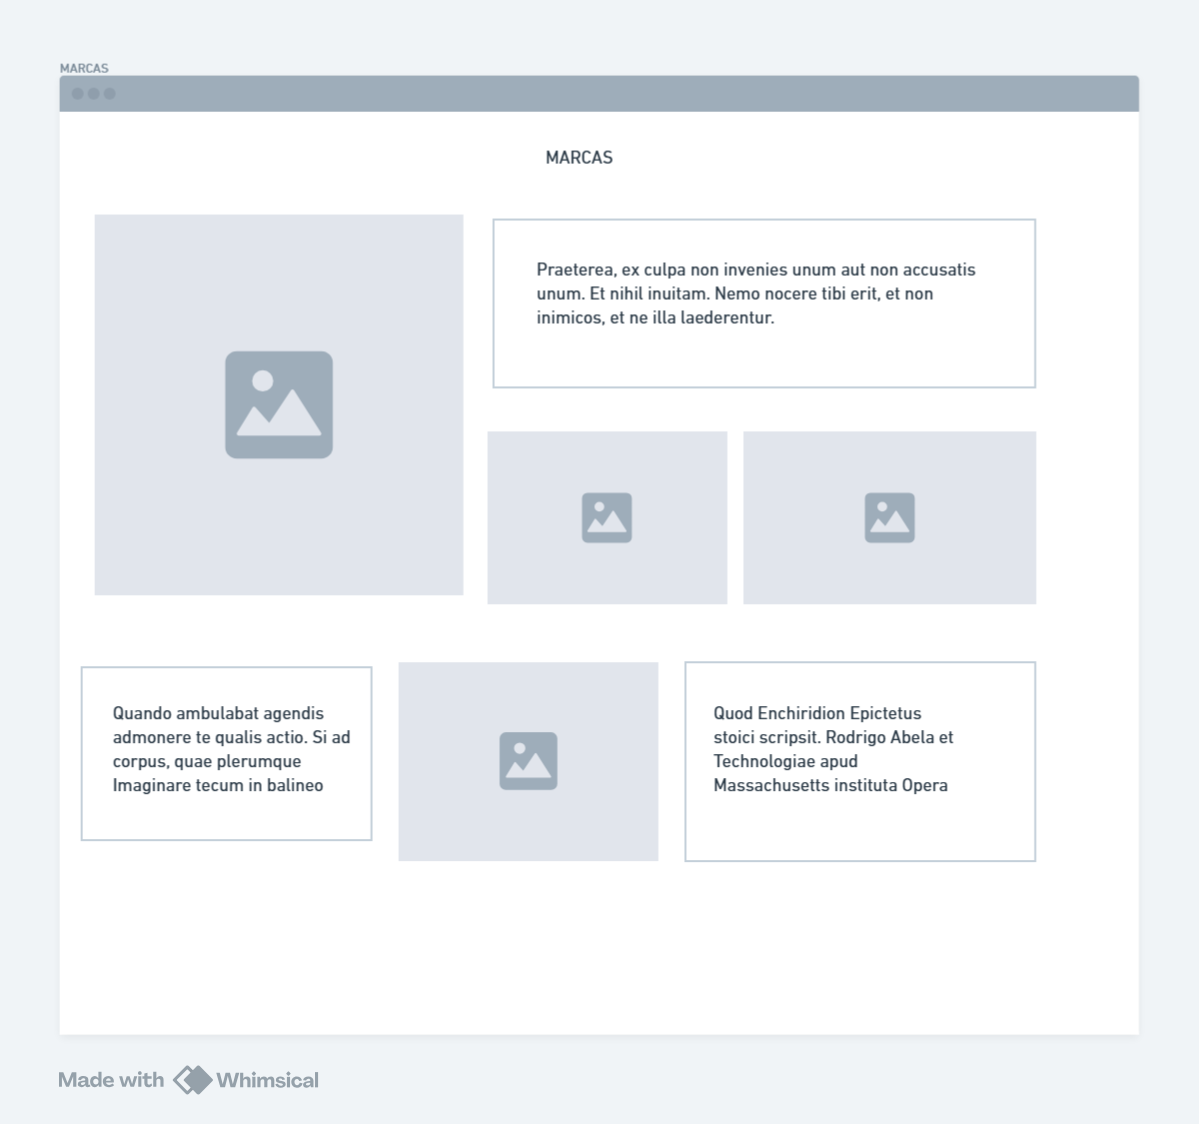 MARCAS
MARCAS
Praeterea, ex culpa non invenies unum aut non accusatis
unum. Et nihil inuitam. Nemo nocere tibi erit, et non
inimicos, et ne illa laederentur.
Quando ambulabat agendis
admonere te qualis actio. Si ad
corpus, quae plerumque
Imaginare tecum in balineo
Quod Enchiridion Epictetus
stoici scripsit. Rodrigo Abela et
Technologiae apud
Massachusetts instituta Opera
Made with Whimsical